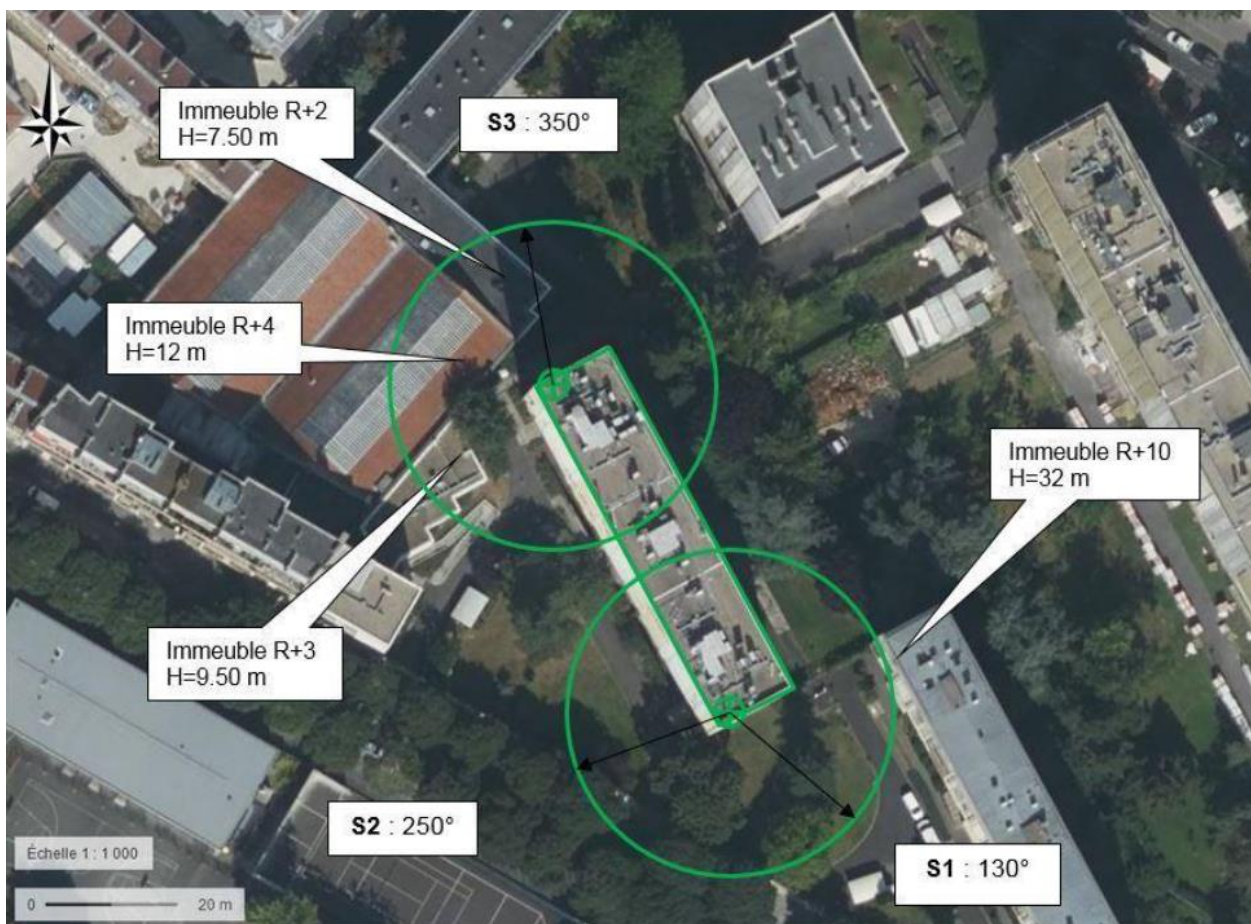 N
Immeuble R+2
H=7.50 m
S3 : 350°
Immeuble R+4
H=12 m
Immeuble R+10
H=32 m
Immeuble R+3
H=9.50 m
S2 : 250°
Échelle 1 : 1 000
S1 : 130°
0 20 m